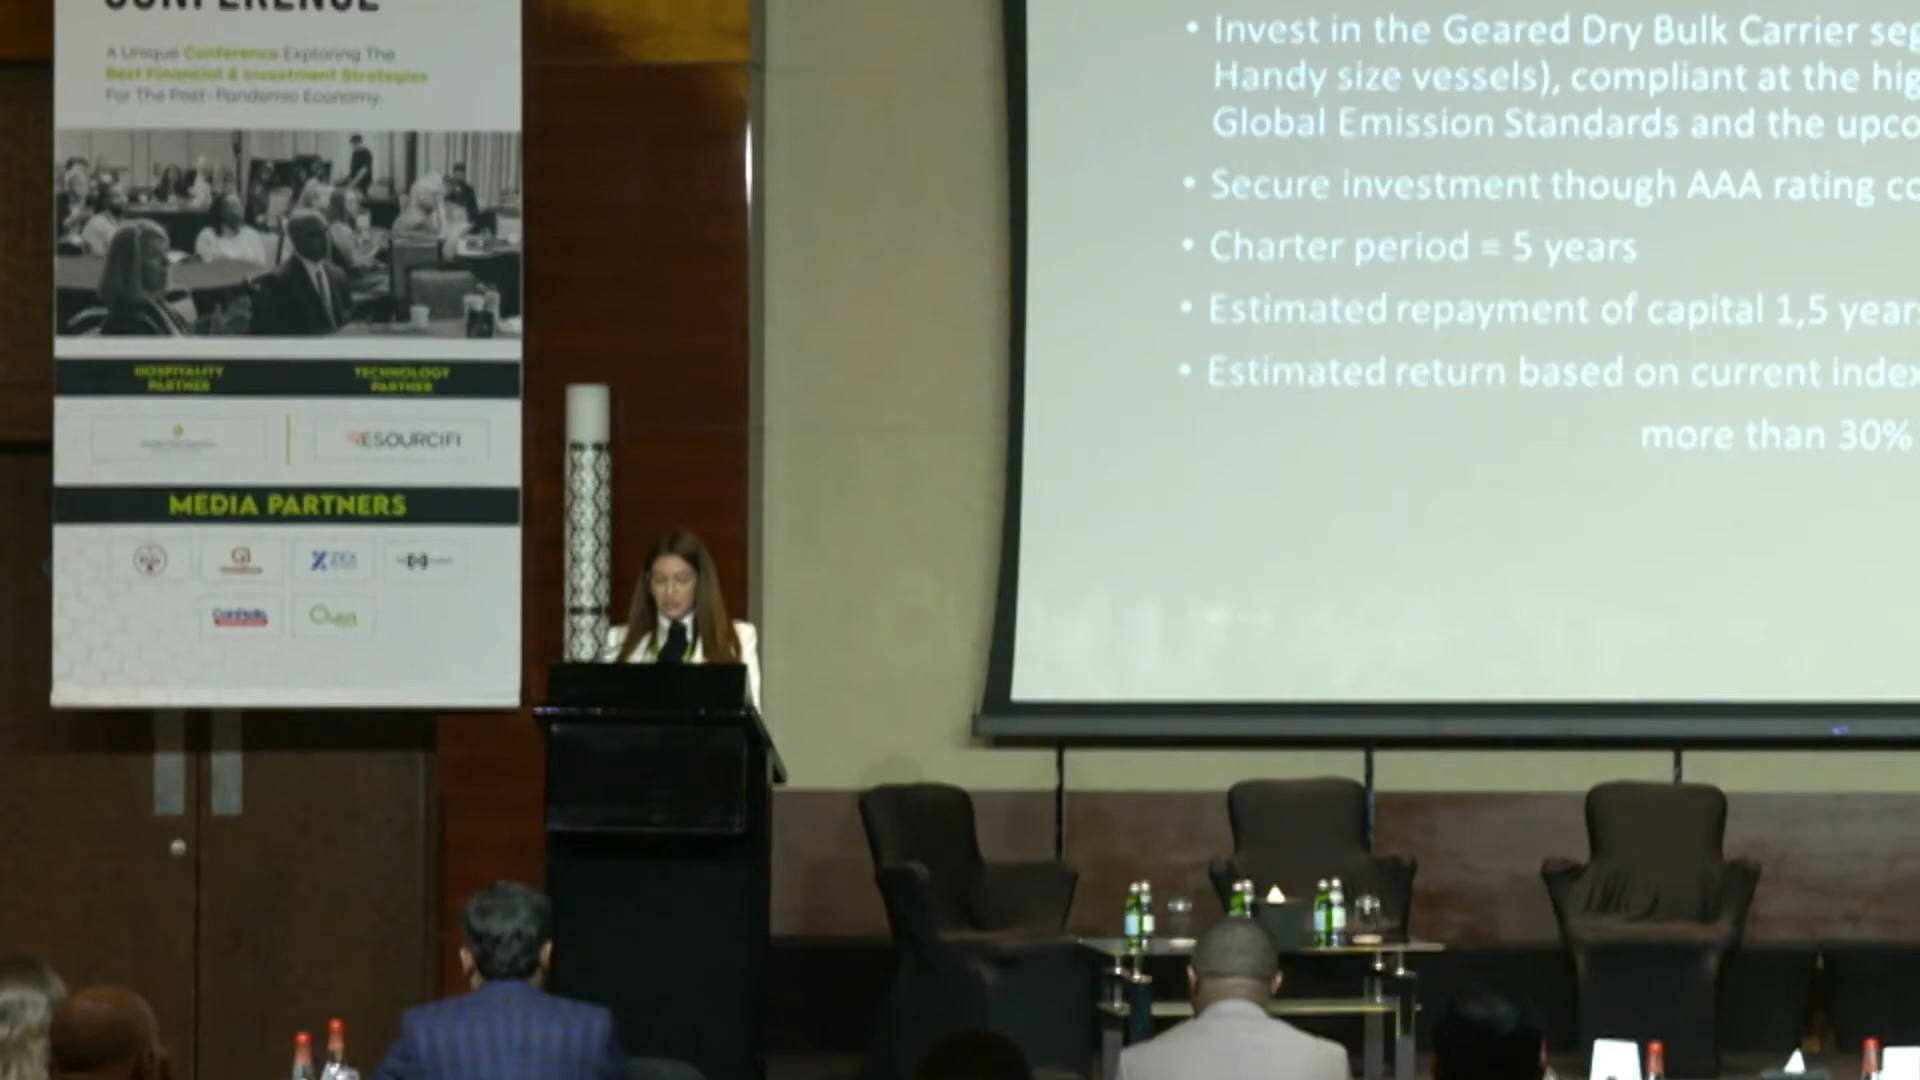 CONFERENCE
A Unique Conference Exploring The
Best Financial & Investment Strategies
For The Post-Pandemic Economy.
HOSPITALITY
PARTNER
TECHNOLOGY
PARTNER
RESOURCIFI
MEDIA PARTNERS
• Invest in the Geared Dry Bulk Carrier seg
Handy size vessels), compliant at the hig
Global Emission Standards and the upco
• Secure investment though AAA rating co
• Charter period = 5 years
• Estimated repayment of capital 1,5 years
• Estimated return based on current index
more than 30%